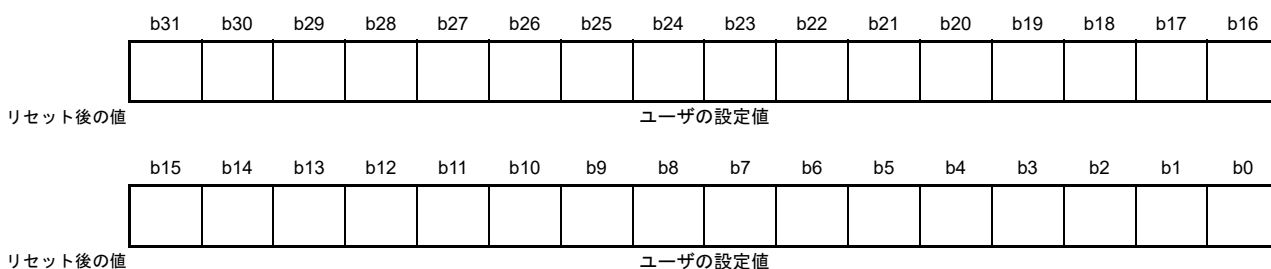 b31 b30 b29 b28 b27 b26 b25 b24 b23 b22 b21 b20 b19 b18 b17 b16
リセット後の値 ユーザの設定値
b15 b14 b13 b12 b11 b10 b9 b8 b7 b6 b5 b4 b3 b2 b1 b0
リセット後の値 ユーザの設定値